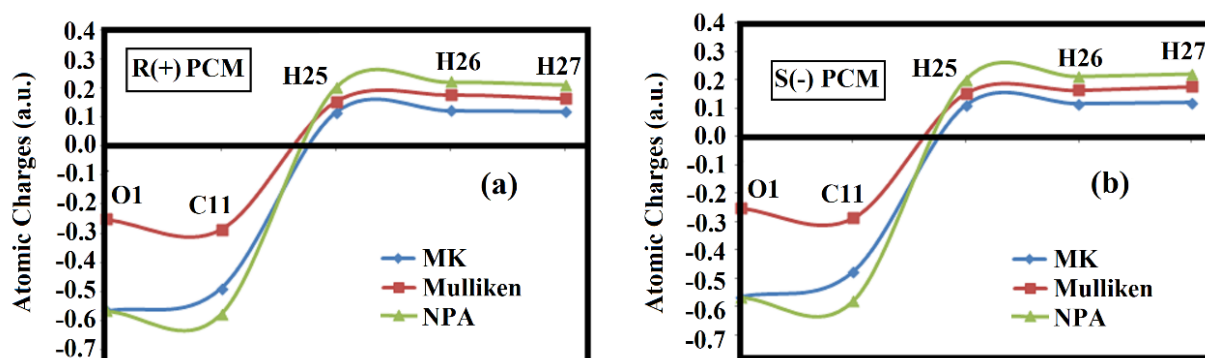 Atomic Charges (a.u.)
0.4
0.3
0.2
0.1
0.0
-0.1
-0.2
-0.3
-0.4
-0.5
-0.6
-0.7
R(+) PCM
H25
H26
H27
O1
C11
(a)
MK
Mulliken
NPA
Atomic Charges (a.u.)
0.4
0.3
0.2
0.1
0.0
-0.1
-0.2
-0.3
-0.4
-0.5
-0.6
-0.7
S(-) PCM
H25
H26
H27
O1
C11
(b)
MK
Mulliken
NPA